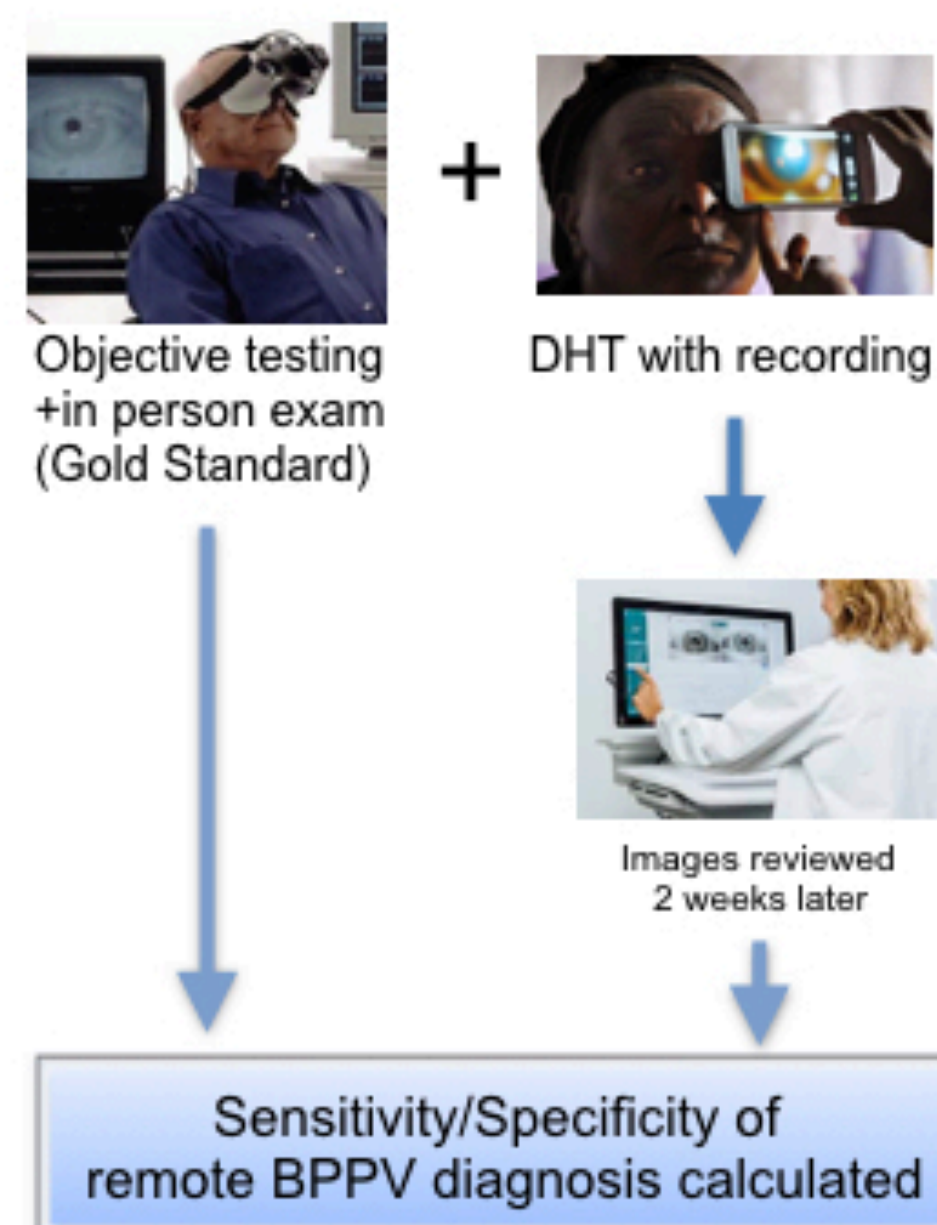 +
Objective testing
+in person exam
(Gold Standard)
DHT with recording
Images reviewed
2 weeks later
Sensitivity/Specificity of
remote BPPV diagnosis calculated